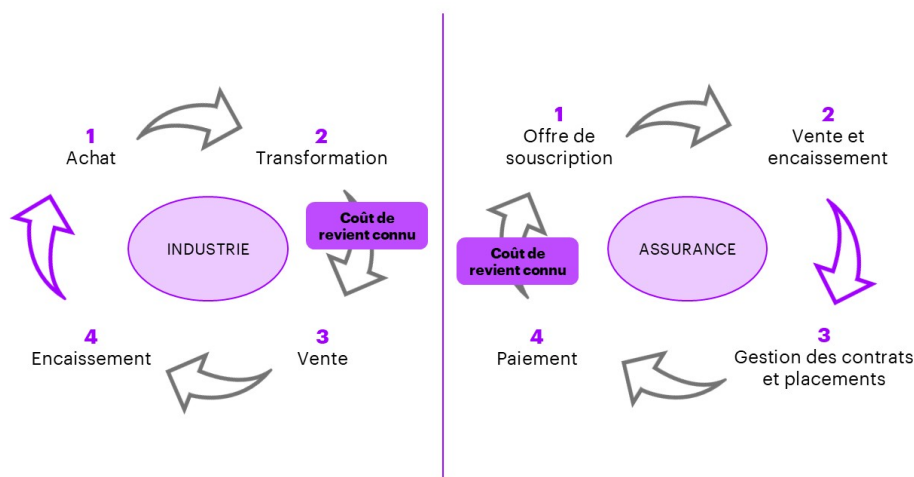 1
Achat
2
Transformation
Coût de
revient connu
INDUSTRIE
4
Encaissement
3
Vente
1
Offre de
souscription
2
Vente et
encaissement
ASSURANCE
Coût de
revient connu
4
Paiement
3
Gestion des contrats
et placements